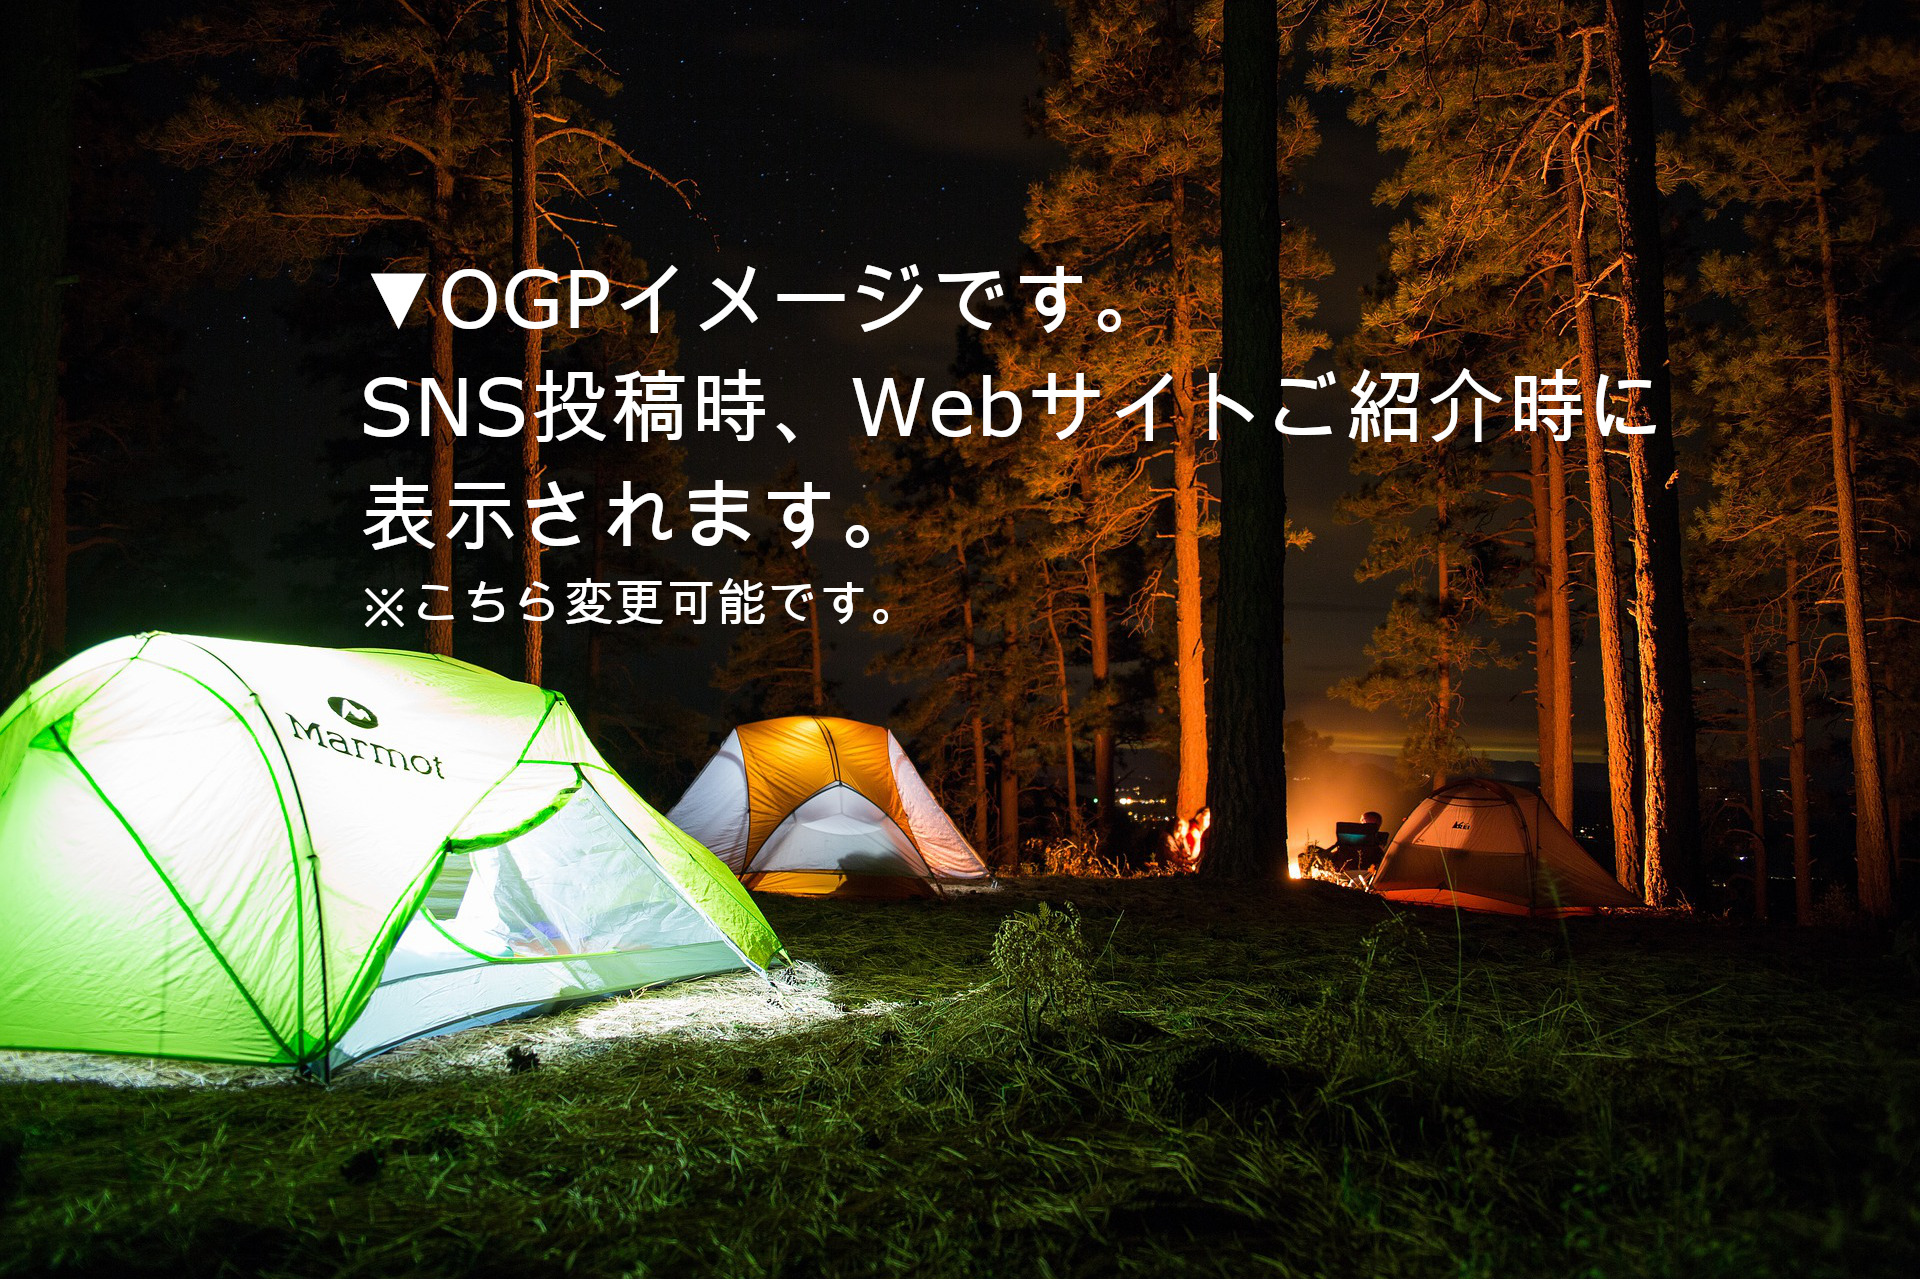 ▼OGPイメージです。
SNS投稿時、Webサイトご紹介時に
表示されます。
※こちら変更可能です。
Marmot
REI